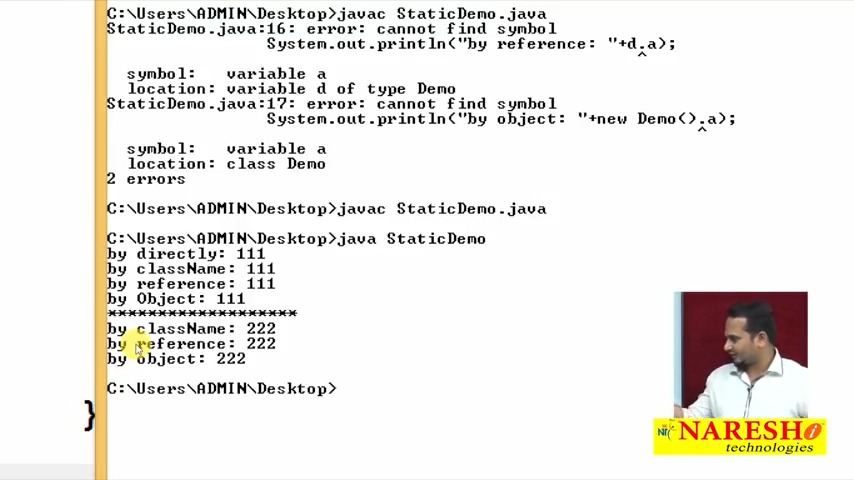 C:\Users\ADMIN\Desktop>javac StaticDemo.java
StaticDemo.java:16: error: cannot find symbol
System.out.println("by reference: "+d.a);
^
symbol:   variable a
location: variable d of type Demo
StaticDemo.java:17: error: cannot find symbol
System.out.println("by object: "+new Demo().a);
^
symbol:   variable a
location: class Demo
2 errors
C:\Users\ADMIN\Desktop>javac StaticDemo.java
C:\Users\ADMIN\Desktop>java StaticDemo
by directly: 111
by className: 111
by reference: 111
by Object: 111
*******************
by className: 222
by reference: 222
by object: 222
C:\Users\ADMIN\Desktop>
}
NARESH i
technologies